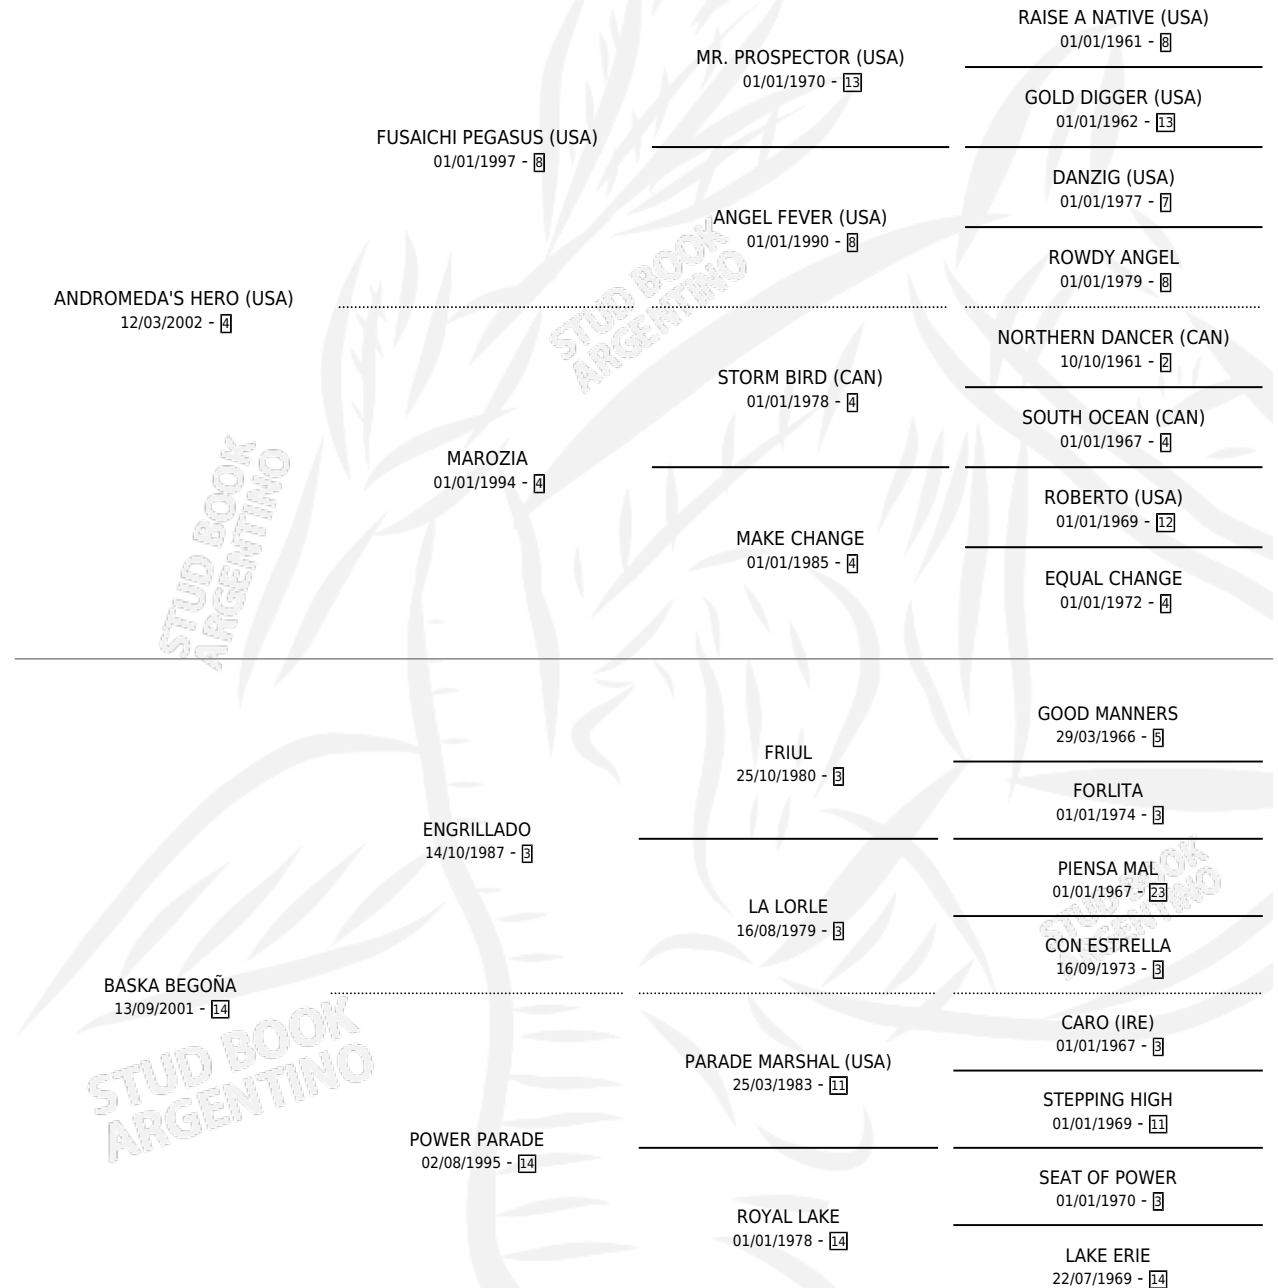 RAISE A NATIVE (USA)
01/01/1961 - 8
MR. PROSPECTOR (USA)
01/01/1970 - 13
GOLD DIGGER (USA)
01/01/1962 - 13
FUSAICHI PEGASUS (USA)
01/01/1997 - 8
DANZIG (USA)
01/01/1977 - 7
ANGEL FEVER (USA)
01/01/1990 - 8
ROWDY ANGEL
01/01/1979 - 8
ANDROMEDA'S HERO (USA)
12/03/2002 - 4
STUD BOOK
ARGENTINO
NORTHERN DANCER (CAN)
10/10/1961 - 2
STORM BIRD (CAN)
01/01/1978 - 4
SOUTH OCEAN (CAN)
01/01/1967 - 4
MAROZIA
01/01/1994 - 4
ROBERTO (USA)
01/01/1969 - 12
MAKE CHANGE
01/01/1985 - 4
EQUAL CHANGE
01/01/1972 - 4
STUD BOOK
ARGENTINO
GOOD MANNERS
29/03/1966 - 5
FRIUL
25/10/1980 - 3
FORLITA
01/01/1974 - 3
ENGRILLADO
14/10/1987 - 3
PIENSA MAL
01/01/1967 - 23
LA LORLE
16/08/1979 - 3
STUD BOOK
ARGENTINO
CON ESTRELLA
16/09/1973 - 3
BASKA BEGOÑA
13/09/2001 - 14
CARO (IRE)
01/01/1967 - 3
PARADE MARSHAL (USA)
25/03/1983 - 11
STEPPING HIGH
01/01/1969 - 11
STUD BOOK
ARGENTINO
POWER PARADE
02/08/1995 - 14
SEAT OF POWER
01/01/1970 - 3
ROYAL LAKE
01/01/1978 - 14
LAKE ERIE
22/07/1969 - 14